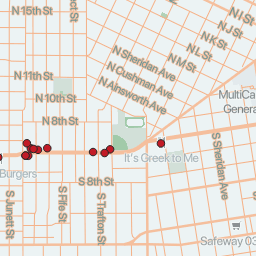 N 15th St
N I St
N J St
N K St
N L St
N M St
N Sheridan Ave
N Cushman Ave
N Ainsworth Ave
N 11th St
N 10th St
N 8th St
MultiCa
Genera
It's Greek to Me
Burgers
S 8th St
S Junett St
S Fife St
S Trafton St
S Sheridan Ave
Safeway 03